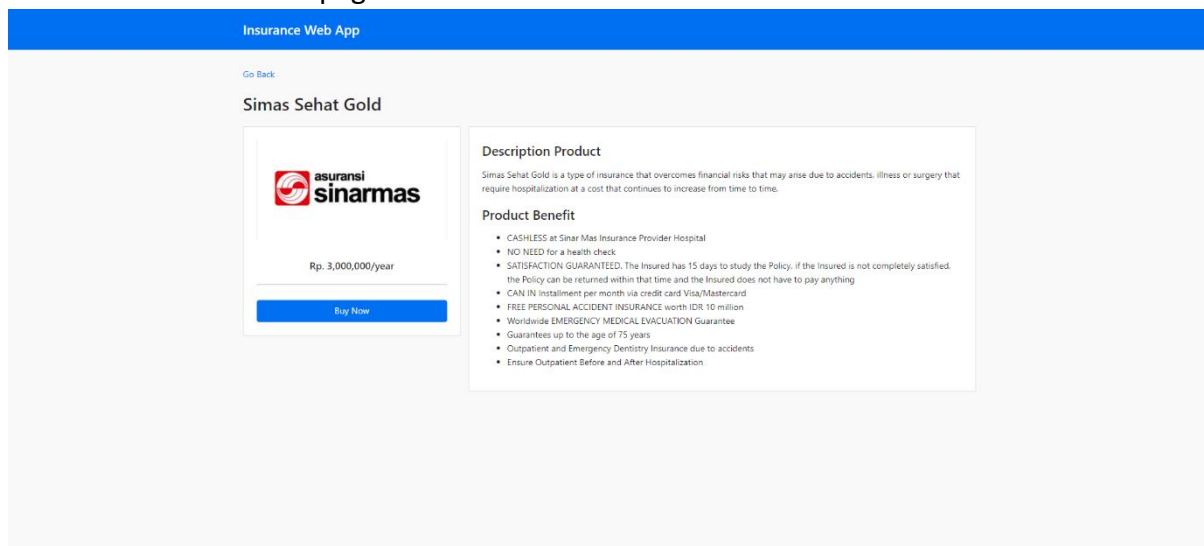 Insurance Web App
Go Back
Simas Sehat Gold
asuransi
sinarmas
Rp. 3,000,000/year
Buy Now
Description Product
Simas Sehat Gold is a type of insurance that overcomes financial risks that may arise due to accidents, illness or surgery that
require hospitalization at a cost that continues to increase from time to time.
Product Benefit
• CASHLESS at Sinar Mas Insurance Provider Hospital
• NO NEED for a health check
• SATISFACTION GUARANTEED. The Insured has 15 days to study the Policy, if the Insured is not completely satisfied,
the Policy can be returned within that time and the Insured does not have to pay anything
• CAN IN Installment per month via credit card Visa/Mastercard
• FREE PERSONAL ACCIDENT INSURANCE worth IDR 10 million
• Worldwide EMERGENCY MEDICAL EVACUATION Guarantee
• Guarantees up to the age of 75 years
• Outpatient and Emergency Dentistry Insurance due to accidents
• Ensure Outpatient Before and After Hospitalization